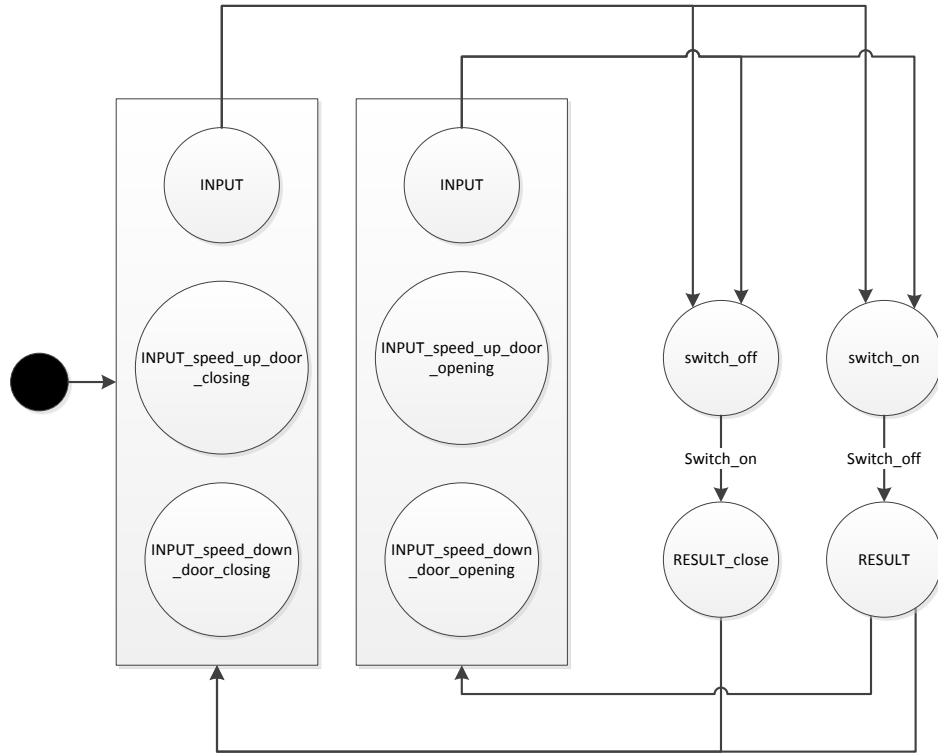 INPUT
INPUT_speed_up_door
_closing
INPUT_speed_down
_door_closing
INPUT
INPUT_speed_up_door
_opening
INPUT_speed_down
_door_opening
switch_off
Switch_on
RESULT_close
switch_on
Switch_off
RESULT